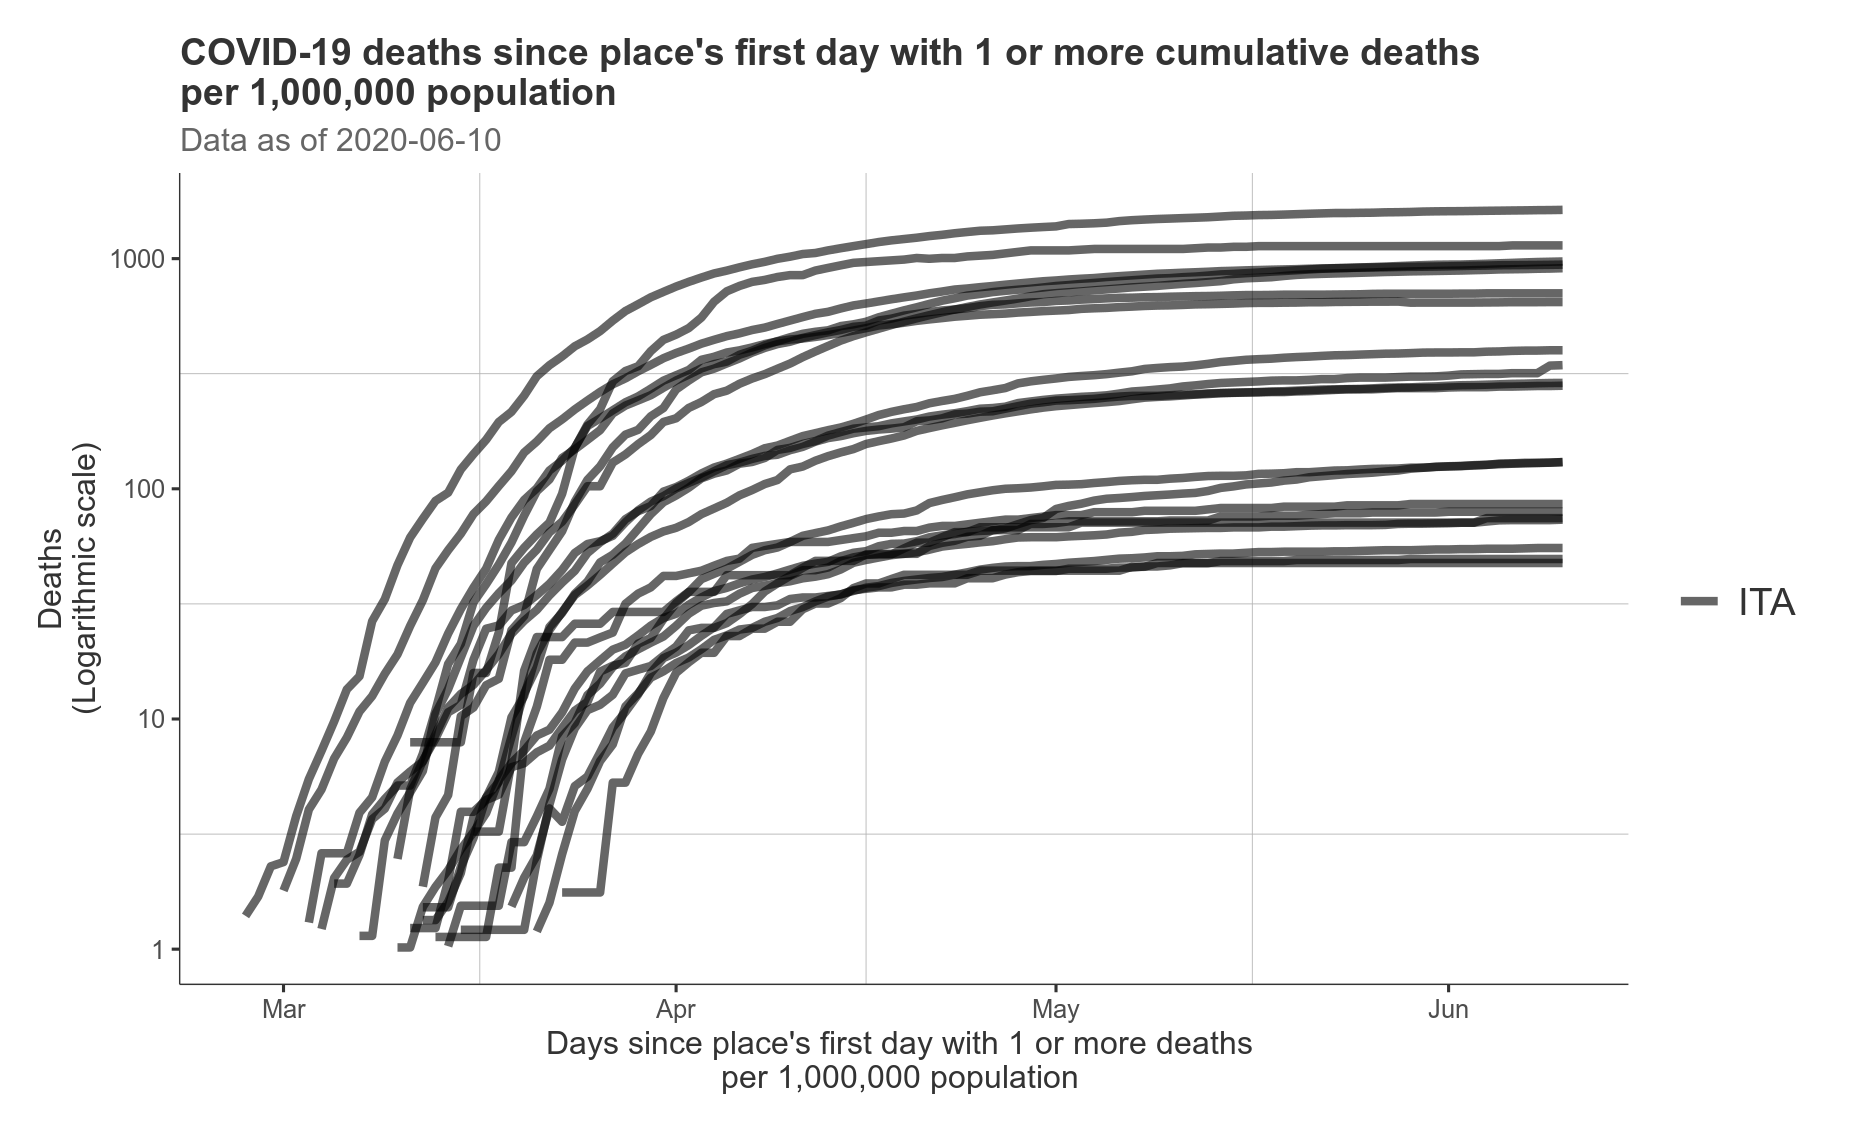 COVID-19 deaths since place's first day with 1 or more cumulative deaths
per 1,000,000 population
Data as of 2020-06-10
Deaths
(Logarithmic scale)
1000
100
10
1
Mar
Apr
May
Jun
Days since place's first day with 1 or more deaths
per 1,000,000 population
ITA